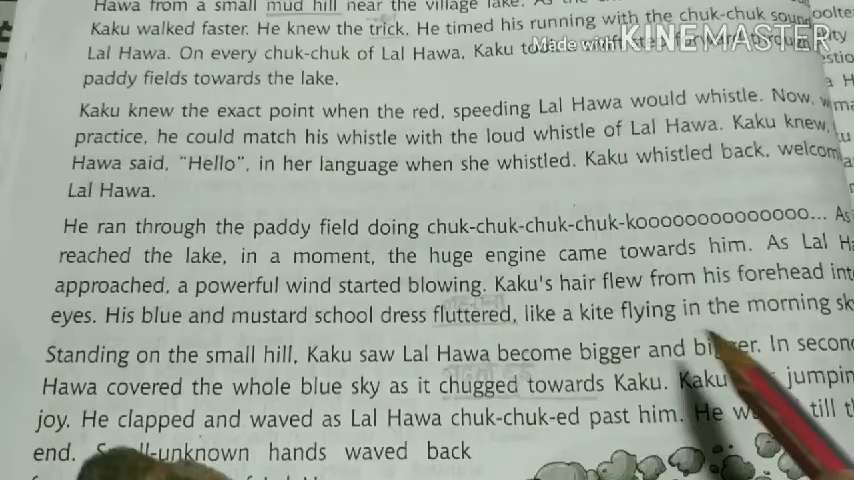 Hawa from a small mud hill near the village lake. As the
Kaku walked faster. He knew the trick. He timed his running with the chuk-chuk sound
Lal Hawa. On every chuk-chuk of Lal Hawa, Kaku
Made with KINEMASTER
paddy fields towards the lake.
Kaku knew the exact point when the red, speeding Lal Hawa would whistle. Now,
practice, he could match his whistle with the loud whistle of Lal Hawa. Kaku knew,
Hawa said, "Hello", in her language when she whistled. Kaku whistled back, welcom
Lal Hawa.
He ran through the paddy field doing chuk-chuk-chuk-chuk-koooooooooooooo... As
reached the lake, in a moment, the huge engine came towards him. As Lal H
approached, a powerful wind started blowing. Kaku's hair flew from his forehead into
eyes. His blue and mustard school dress fluttered, like a kite flying in the morning sk
Standing on the small hill, Kaku saw Lal Hawa become bigger and bigger. In secon
Hawa covered the whole blue sky as it chugged towards Kaku. Kaku jumpin
joy. He clapped and waved as Lal Hawa chuk-chuk-ed past him. He till t
end. Small-unknown hands waved back